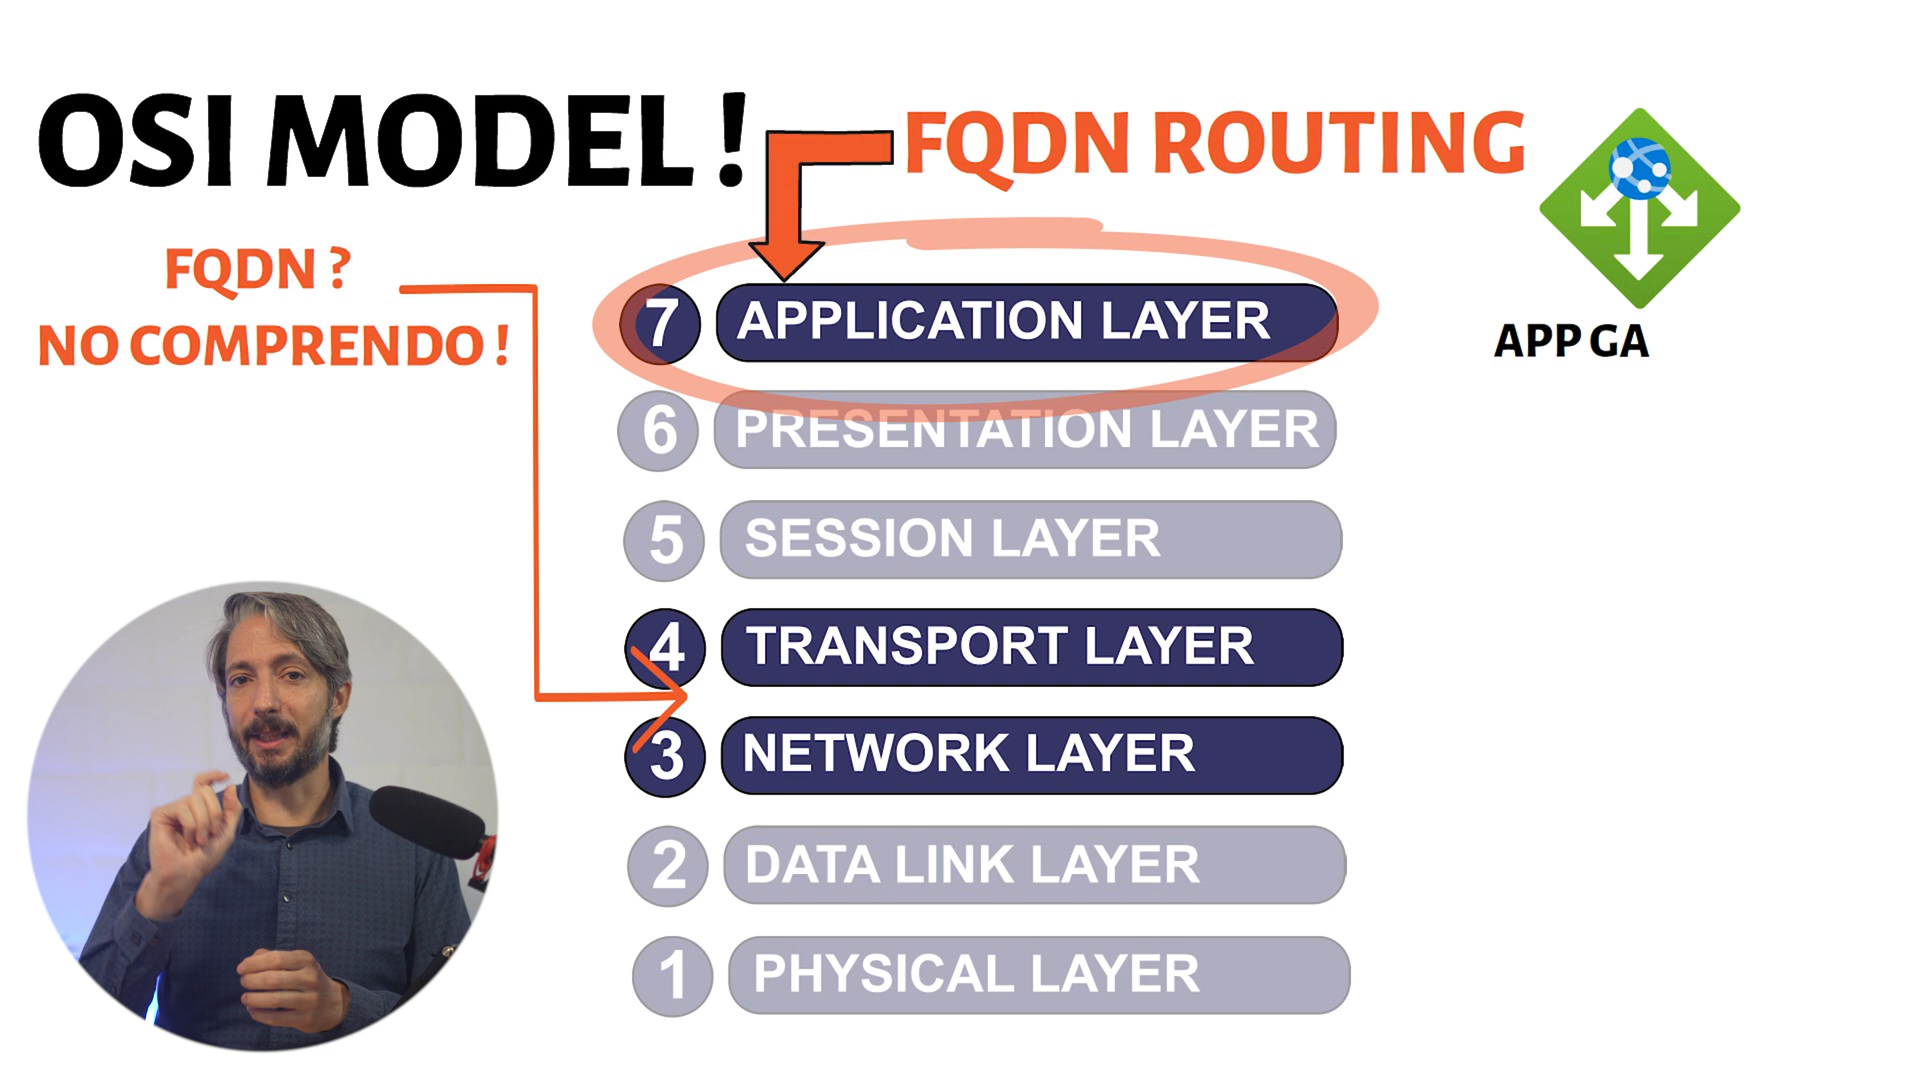 OSI MODEL !
FQDN ROUTING
FQDN ?
NO COMPRENDO !
APP GA
7 APPLICATION LAYER
6 PRESENTATION LAYER
5 SESSION LAYER
4 TRANSPORT LAYER
3 NETWORK LAYER
2 DATA LINK LAYER
1 PHYSICAL LAYER